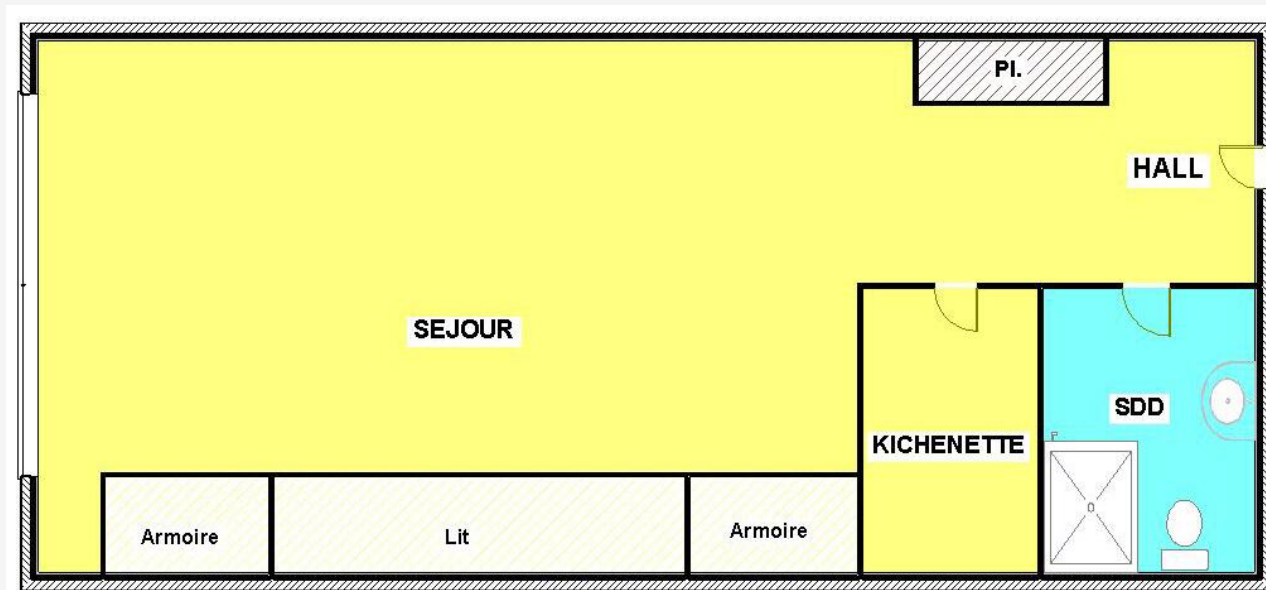 Pl.
HALL
SEJOUR
SDD
KICHENETTE
Armoire
Lit
Armoire